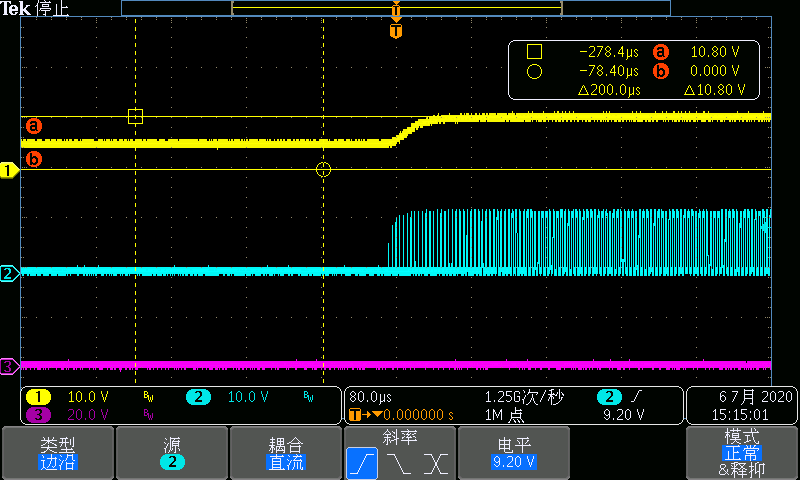 Tek 停止
T
T
-278.4µs a 10.80 V
-78.40µs b 0.000 V
△200.0µs △10.80 V
a
b
1
2
3
1 10.0 V BW 2 10.0 V BW
3 20.0 V BW
80.0µs 1.25G次/秒 2 
T→▼0.000000 s 1M 点 9.20 V
6 7月 2020
15:15:01
类型
边沿
源
2
耦合
直流
斜率
电平
9.20 V
模式
正常
&释抑